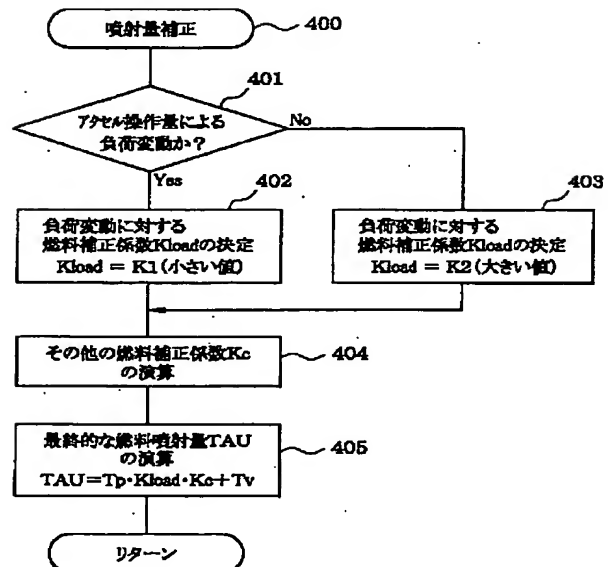 噴射量補正
400
401
アクセル操作量による
負荷変動か？
No
Yes
402
403
負荷変動に対する
燃料補正係数Kloadの決定
Kload = K1(小さい値)
負荷変動に対する
燃料補正係数Kloadの決定
Kload = K2(大きい値)
その他の燃料補正係数Kc
の演算
404
最終的な燃料噴射量TAU
の演算
TAU=Tp・Kload・Kc+Tv
405
リターン